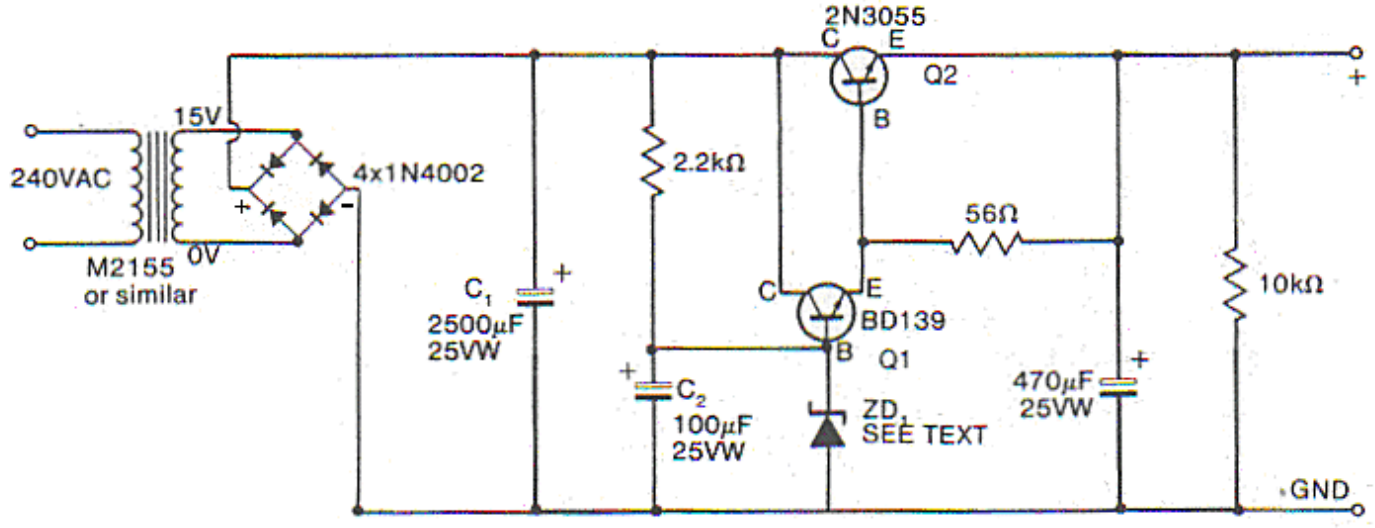 2N3055
C
E
Q2
+
B
15V
240VAC
4x1N4002
+
-
2.2kΩ
56Ω
0V
M2155
or similar
C
E
10kΩ
C₁
+
2500µF
25VW
BD139
B
Q1
+
C₂
100µF
25VW
ZD₁
SEE TEXT
+
470µF
25VW
GND